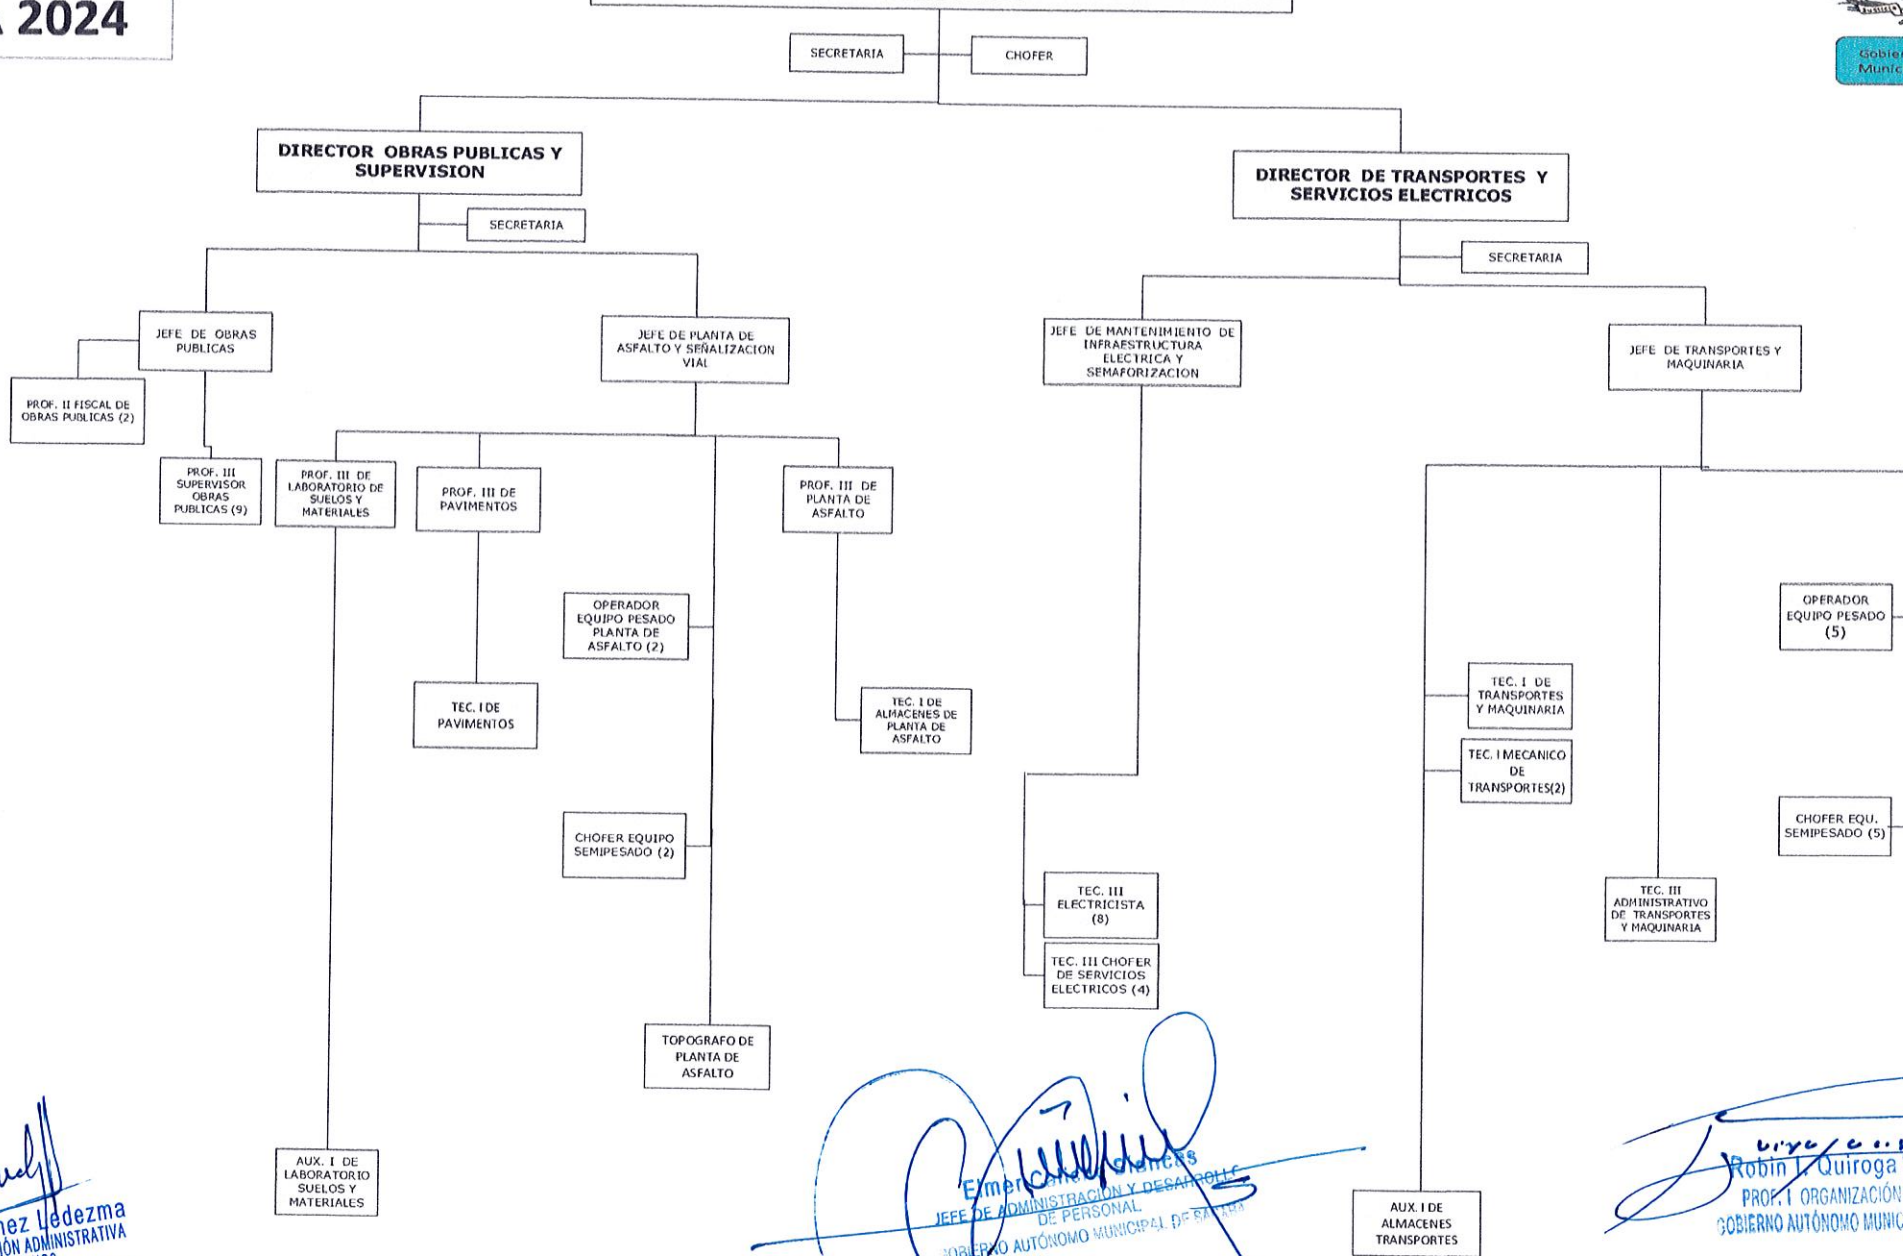 2024
SECRETARIA
CHOFER
DIRECTOR OBRAS PUBLICAS Y
SUPERVISION
SECRETARIA
DIRECTOR DE TRANSPORTES Y
SERVICIOS ELECTRICOS
SECRETARIA
JEFE DE OBRAS
PUBLICAS
JEFE DE PLANTA DE
ASFALTO Y SEÑALIZACION
VIAL
JEFE DE MANTENIMIENTO DE
INFRAESTRUCTURA
ELECTRICA Y
SEMAFORIZACION
JEFE DE TRANSPORTES Y
MAQUINARIA
PROF. II FISCAL DE
OBRAS PUBLICAS (2)
PROF. III
SUPERVISOR
OBRAS
PUBLICAS (9)
PROF. III DE
LABORATORIO DE
SUELOS Y
MATERIALES
PROF. III DE
PAVIMENTOS
PROF. III DE
PLANTA DE
ASFALTO
OPERADOR
EQUIPO PESADO
PLANTA DE
ASFALTO (2)
OPERADOR
EQUIPO PESADO
(5)
TEC. I DE
PAVIMENTOS
TEC. I DE
ALMACENES DE
PLANTA DE
ASFALTO
TEC. I DE
TRANSPORTES
Y MAQUINARIA
TEC. I MECANICO
DE
TRANSPORTES(2)
CHOFER EQUIPO
SEMIPESADO (2)
CHOFER EQU.
SEMIPESADO (5)
TEC. III
ELECTRICISTA
(8)
TEC. III CHOFER
DE SERVICIOS
ELECTRICOS (4)
TEC. III
ADMINISTRATIVO
DE TRANSPORTES
Y MAQUINARIA
TOPOGRAFO DE
PLANTA DE
ASFALTO
AUX. I DE
LABORATORIO
SUELOS Y
MATERIALES
AUX. I DE
ALMACENES
TRANSPORTES
Ledezma
ADMINISTRATIVA
JEFE DE ADMINISTRACIÓN Y DESARROLLO
DE PERSONAL
GOBIERNO AUTÓNOMO MUNICIPAL DE
Robin Quiroga
PROF. I ORGANIZACIÓN
GOBIERNO AUTÓNOMO